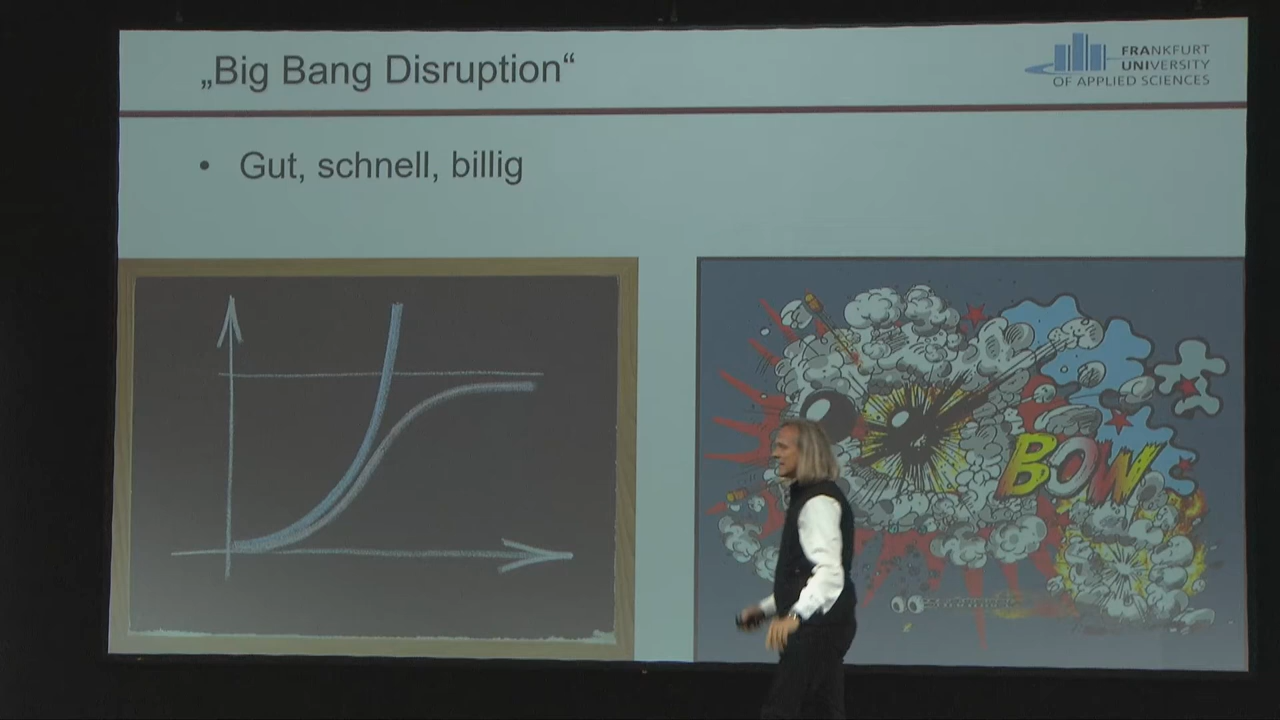 „Big Bang Disruption“
FRANKFURT
UNIVERSITY
OF APPLIED SCIENCES
• Gut, schnell, billig
BOW